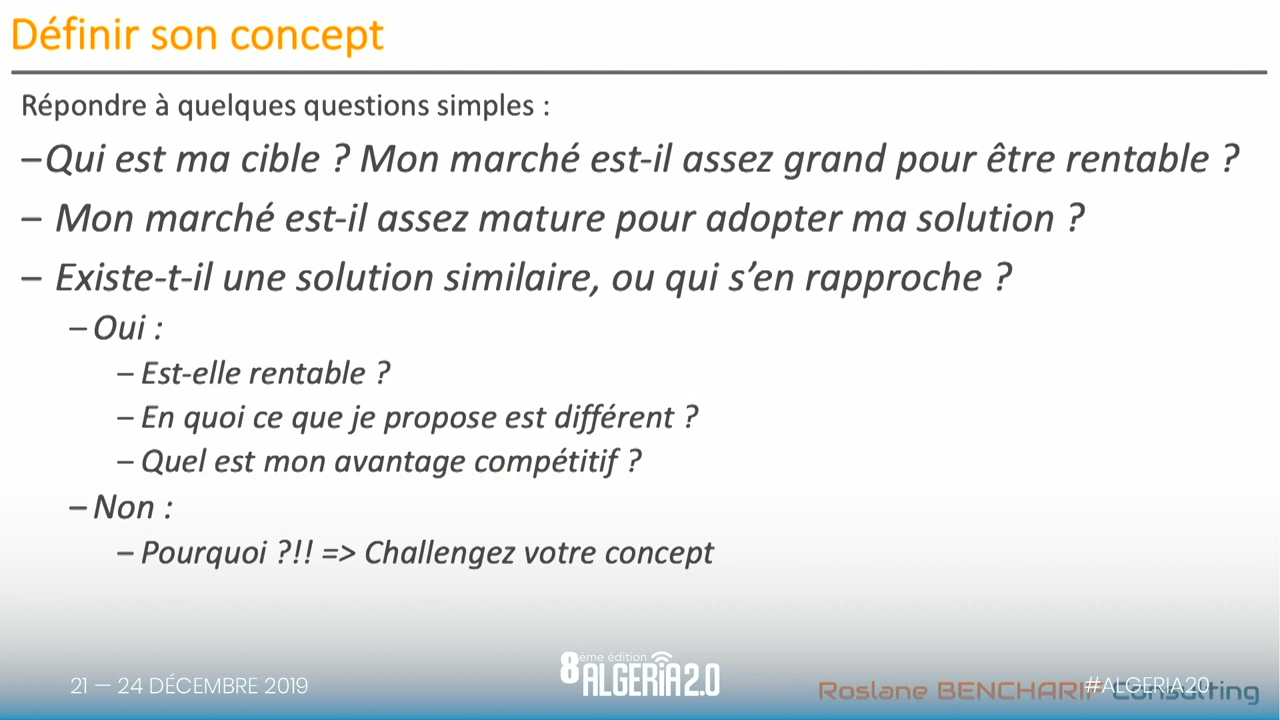 Définir son concept
Répondre à quelques questions simples :
–Qui est ma cible ? Mon marché est-il assez grand pour être rentable ?
– Mon marché est-il assez mature pour adopter ma solution ?
– Existe-t-il une solution similaire, ou qui s’en rapproche ?
– Oui :
– Est-elle rentable ?
– En quoi ce que je propose est différent ?
– Quel est mon avantage compétitif ?
– Non :
– Pourquoi ?!! => Challengez votre concept
21 — 24 DÉCEMBRE 2019
8ème édition
ALGERiA2.0
Roslane BENCHARIF Consulting
#ALGERIA20